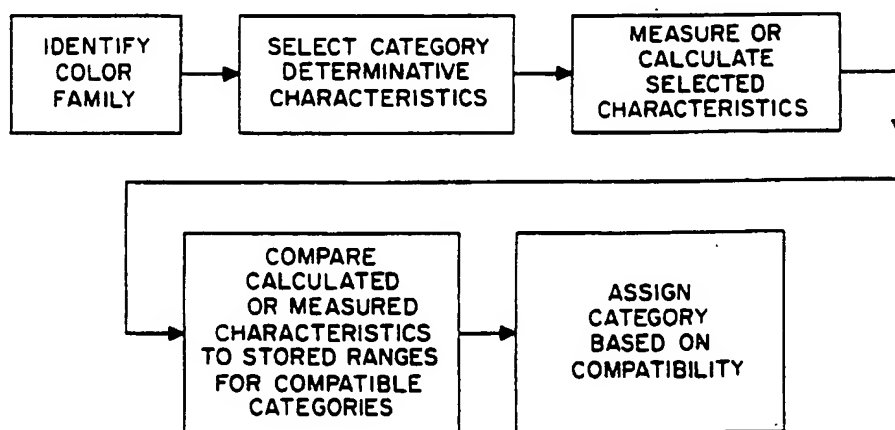 IDENTIFY
COLOR
FAMILY
SELECT CATEGORY
DETERMINATIVE
CHARACTERISTICS
MEASURE OR
CALCULATE
SELECTED
CHARACTERISTICS
COMPARE
CALCULATED
OR MEASURED
CHARACTERISTICS
TO STORED RANGES
FOR COMPATIBLE
CATEGORIES
ASSIGN
CATEGORY
BASED ON
COMPATIBILITY